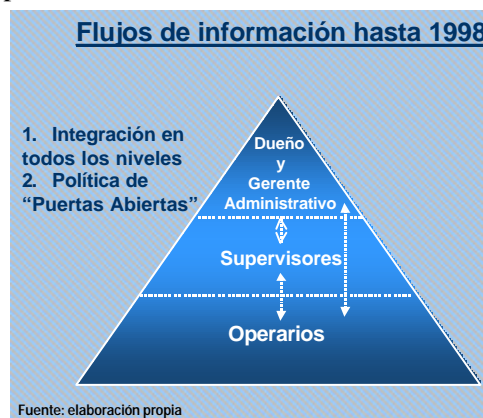 Flujos de información hasta 1998
1. Integración en
todos los niveles
2. Política de
“Puertas Abiertas”
Dueño
y
Gerente
Administrativo
Supervisores
Operarios
Fuente: elaboración propia